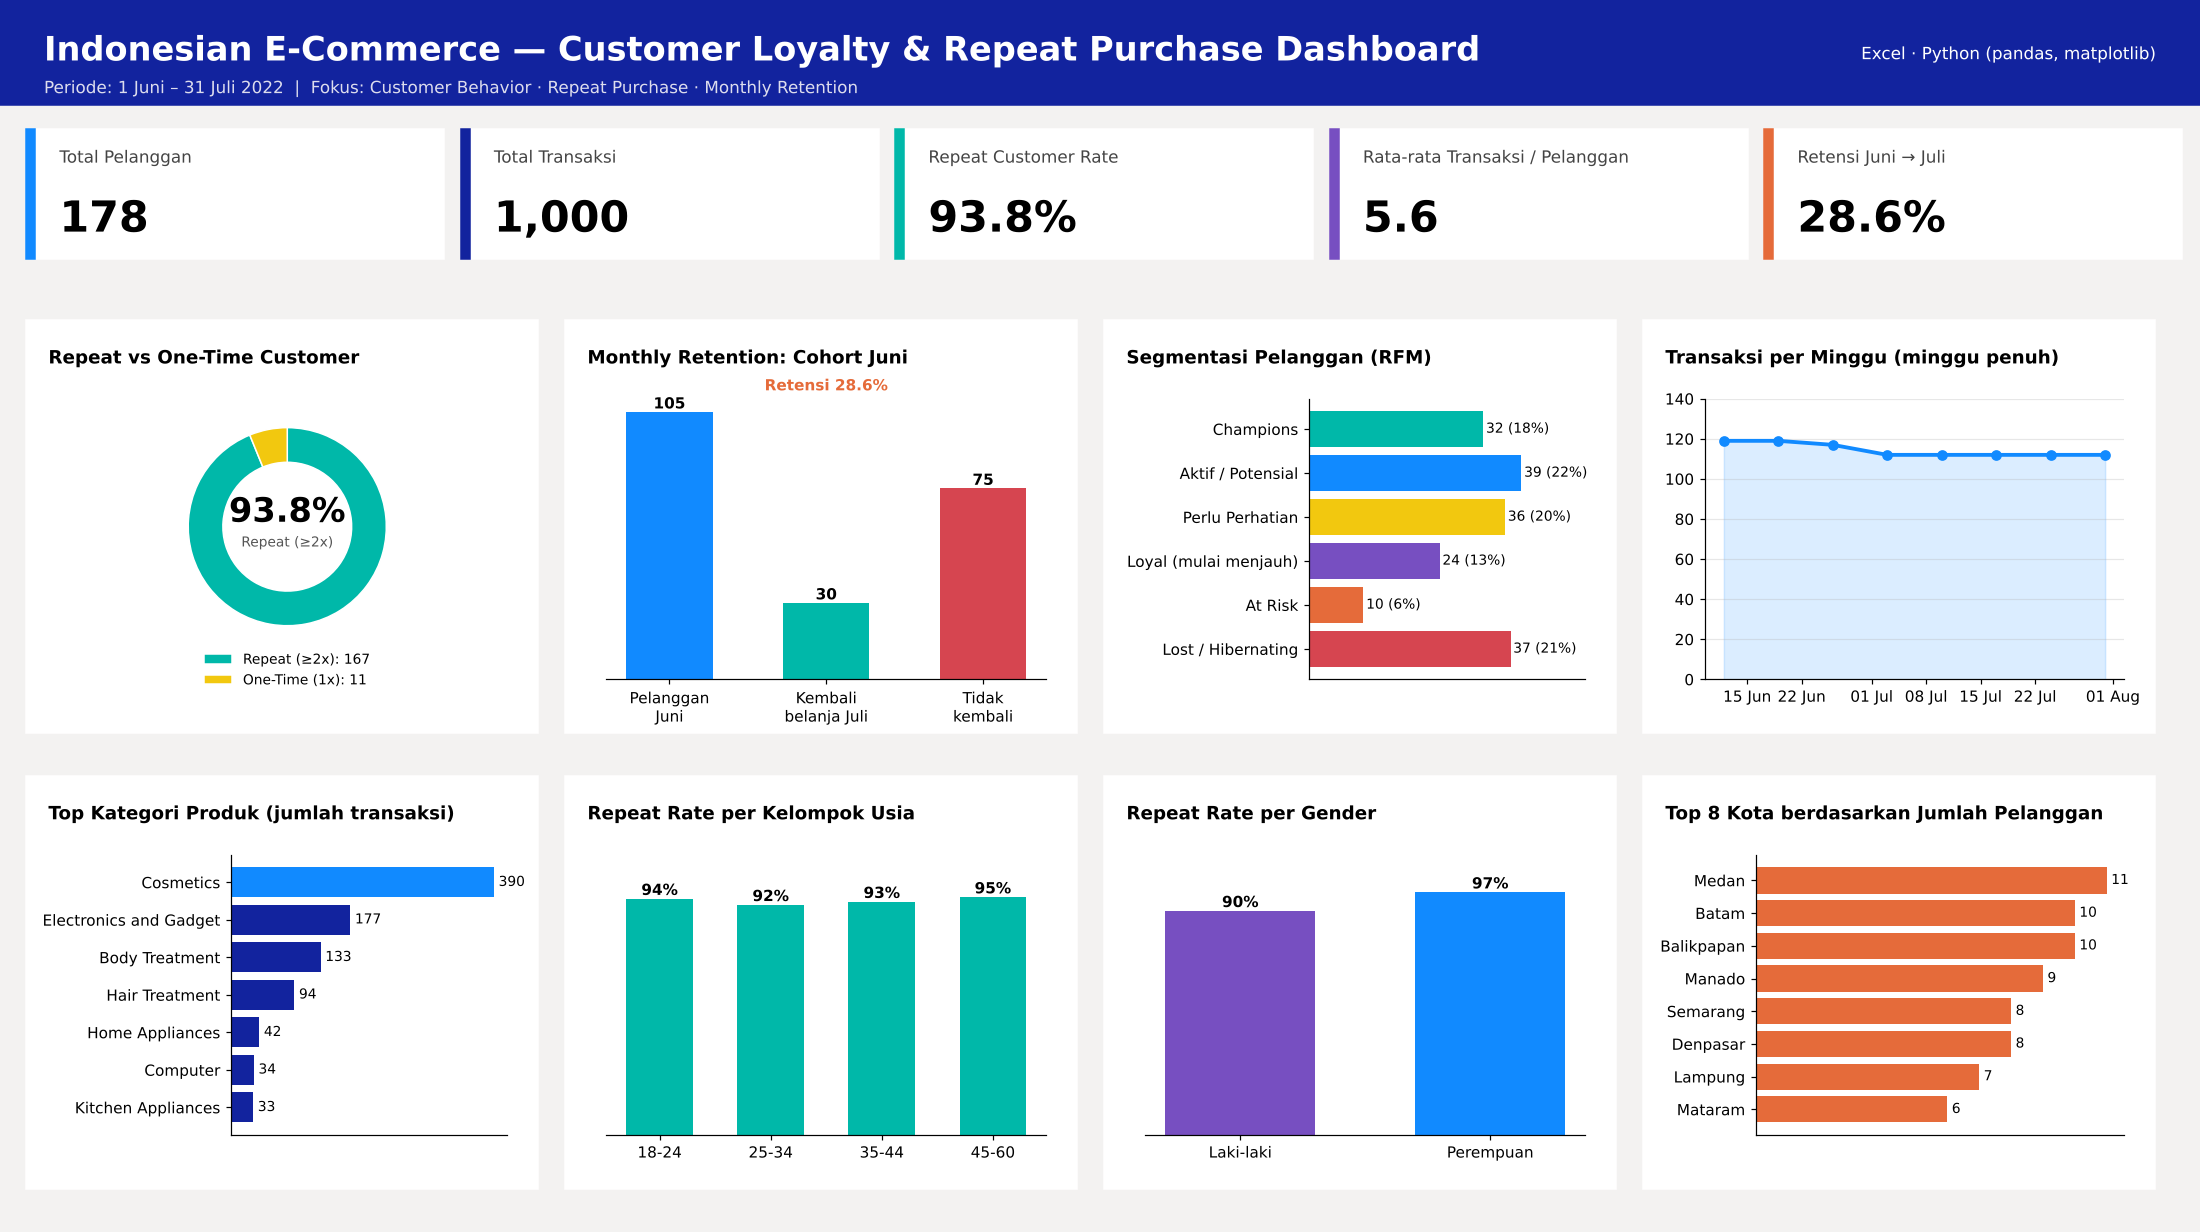 Indonesian E-Commerce — Customer Loyalty & Repeat Purchase Dashboard
Excel · Python (pandas, matplotlib)
Periode: 1 Juni – 31 Juli 2022 | Fokus: Customer Behavior · Repeat Purchase · Monthly Retention
Total Pelanggan
178
Total Transaksi
1,000
Repeat Customer Rate
93.8%
Rata-rata Transaksi / Pelanggan
5.6
Retensi Juni → Juli
28.6%
Repeat vs One-Time Customer
93.8%
Repeat (≥2x)
Repeat (≥2x): 167
One-Time (1x): 11
Monthly Retention: Cohort Juni
Retensi 28.6%
105
30
75
Pelanggan
Juni
Kembali
belanja Juli
Tidak
kembali
Segmentasi Pelanggan (RFM)
Champions 32 (18%)
Aktif / Potensial 39 (22%)
Perlu Perhatian 36 (20%)
Loyal (mulai menjauh) 24 (13%)
At Risk 10 (6%)
Lost / Hibernating 37 (21%)
Transaksi per Minggu (minggu penuh)
140
120
100
80
60
40
20
0
15 Jun 22 Jun 01 Jul 08 Jul 15 Jul 22 Jul 01 Aug
Top Kategori Produk (jumlah transaksi)
Cosmetics 390
Electronics and Gadget 177
Body Treatment 133
Hair Treatment 94
Home Appliances 42
Computer 34
Kitchen Appliances 33
Repeat Rate per Kelompok Usia
94% 92% 93% 95%
18-24 25-34 35-44 45-60
Repeat Rate per Gender
90% 97%
Laki-laki Perempuan
Top 8 Kota berdasarkan Jumlah Pelanggan
Medan 11
Batam 10
Balikpapan 10
Manado 9
Semarang 8
Denpasar 8
Lampung 7
Mataram 6